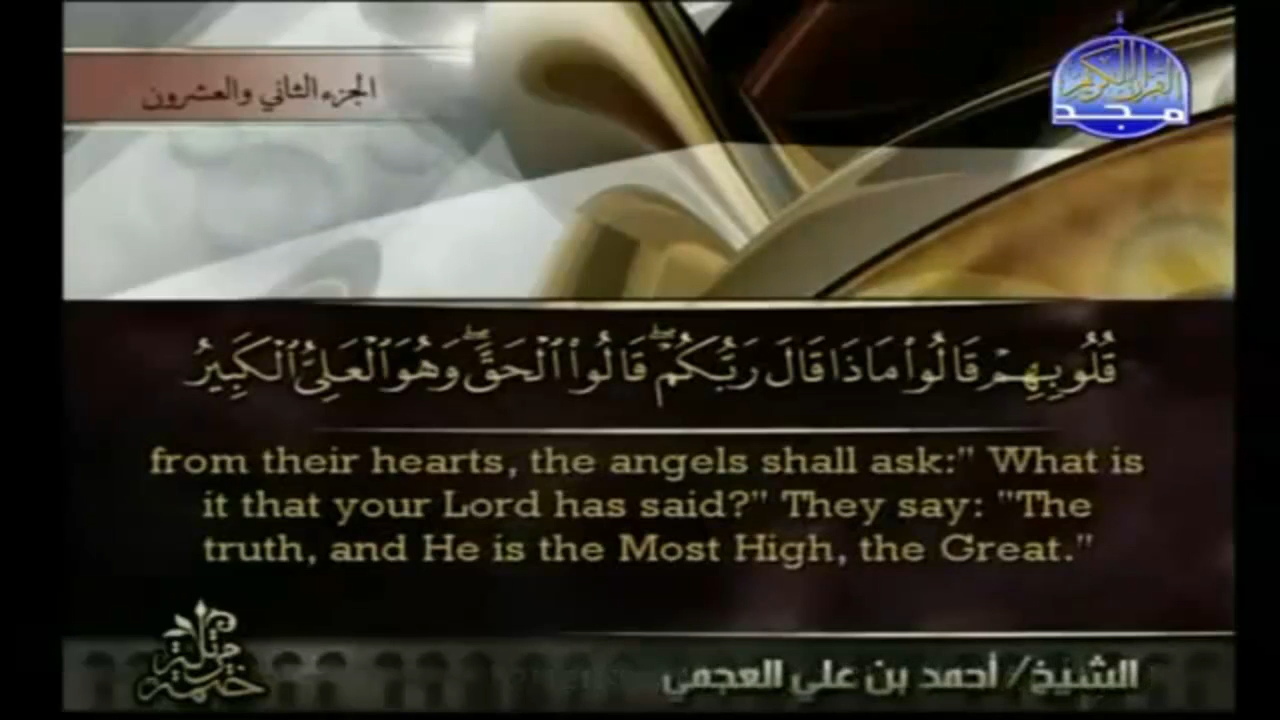 الجزء الثاني والعشرون
القرآن الكريم
مجد
قُلُوبِهِمْ قَالُوا۟ مَاذَا قَالَ رَبُّكُمْ ۖ قَالُوا۟ ٱلْحَقَّ ۖ وَهُوَ ٱلْعَلِىُّ ٱلْكَبِيرُ
from their hearts, the angels shall ask:" What is
it that your Lord has said?" They say: "The
truth, and He is the Most High, the Great."
ختمة مرتلة
الشيخ/ أحمد بن علي العجمي